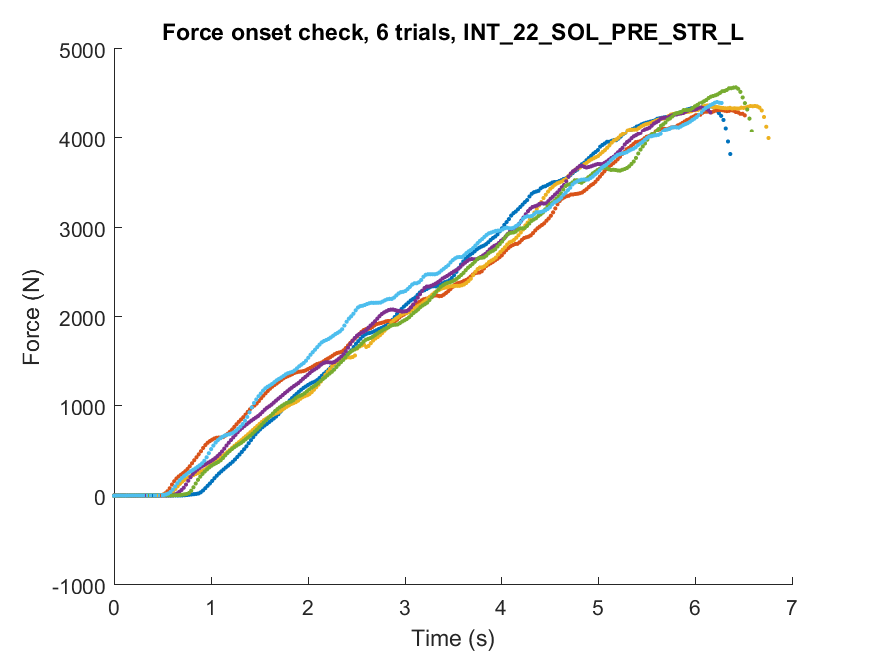 Force onset check, 6 trials, INT_22_SOL_PRE_STR_L
5000
4000
3000
2000
1000
0
-1000
Force (N)
0 1 2 3 4 5 6 7
Time (s)